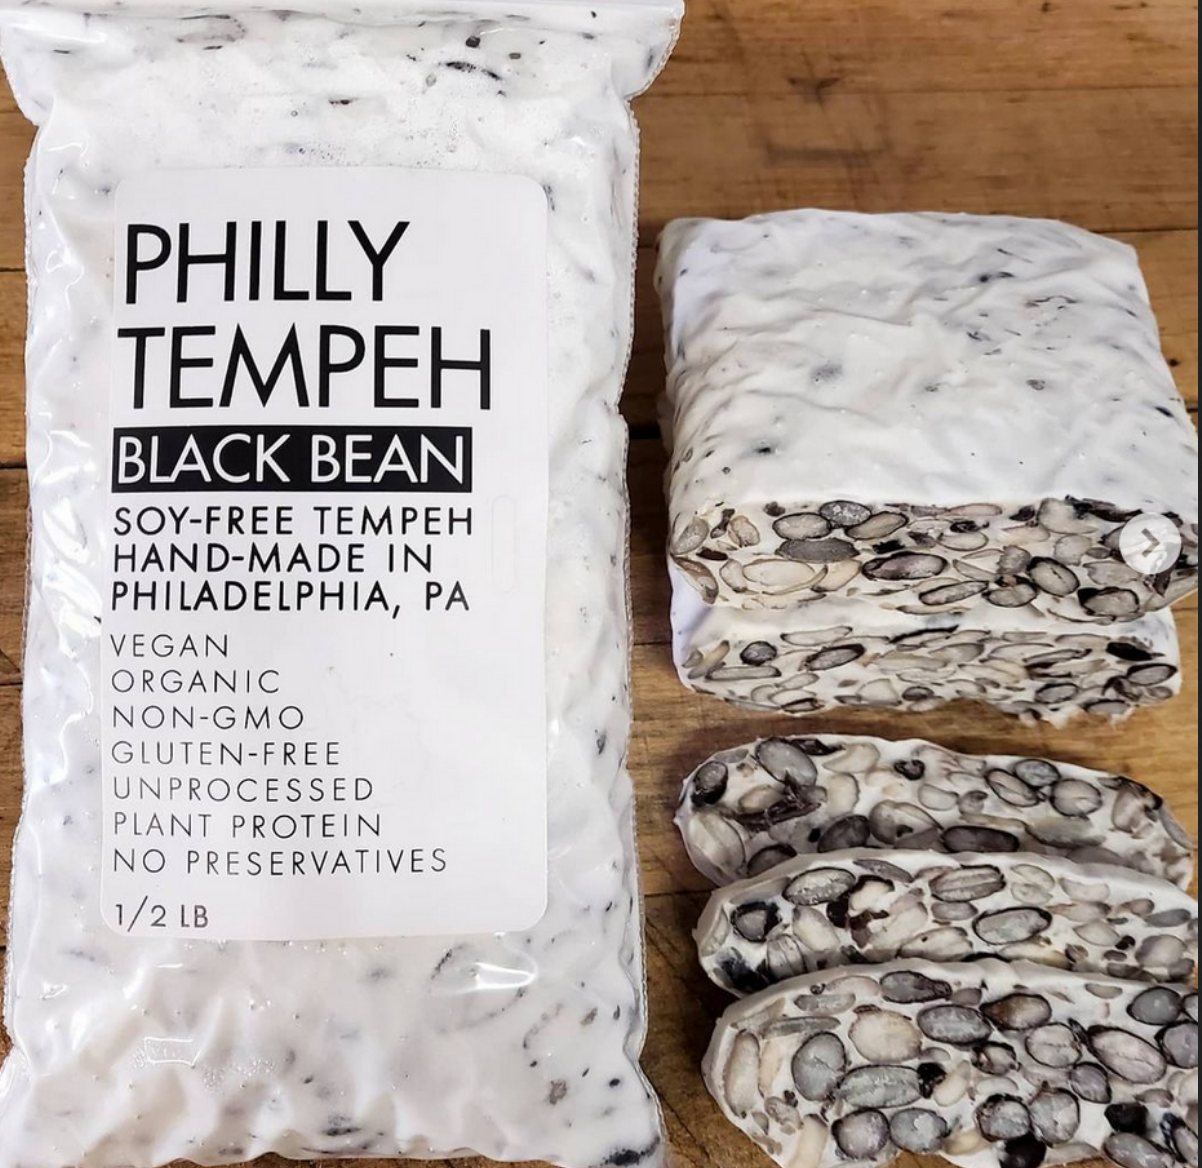 PHILLY
TEMPEH
BLACK BEAN
SOY-FREE TEMPEH
HAND-MADE IN
PHILADELPHIA, PA
VEGAN
ORGANIC
NON-GMO
GLUTEN-FREE
UNPROCESSED
PLANT PROTEIN
NO PRESERVATIVES
1/2 LB